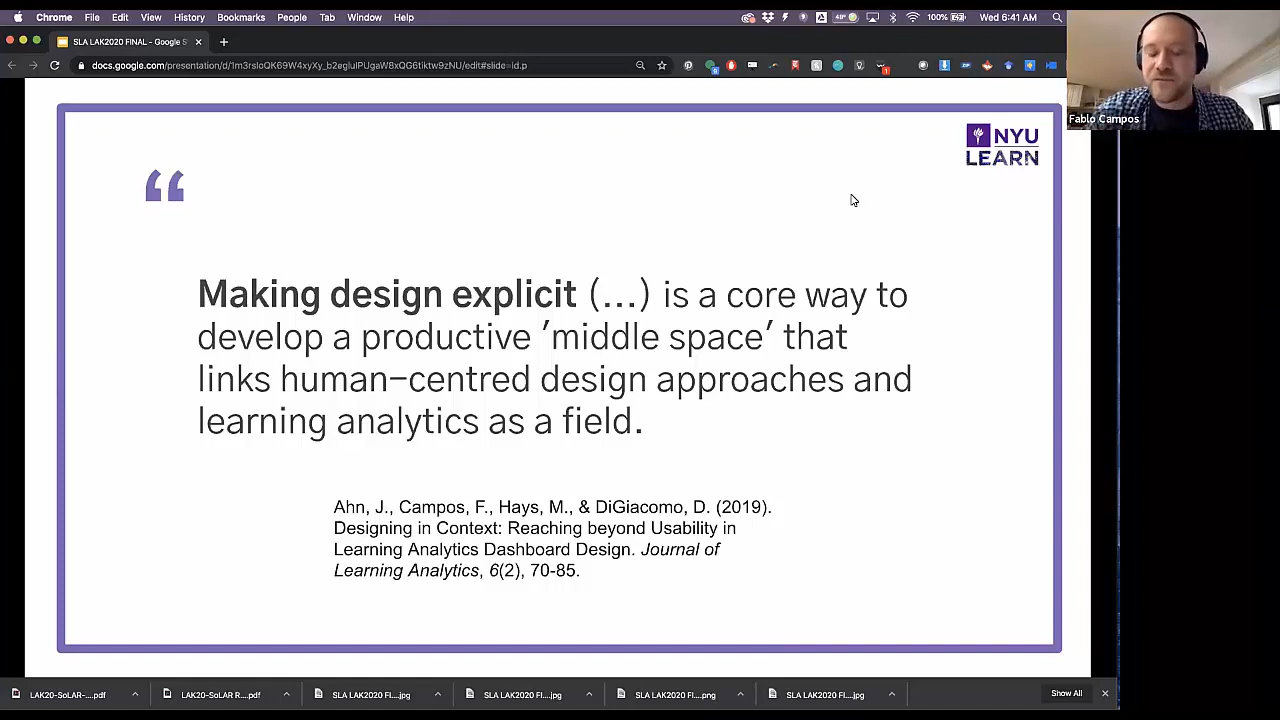 Chrome File Edit View History Bookmarks People Tab Window Help
100% Wed 6:41 AM
SLA LAK2020 FINAL - Google S
docs.google.com/presentation/d/1m3rsloQK69W4xyXy_b2egluIPUgaW8xQG6tiktw9zNU/edit#slide=id.p
Fablo Campos
NYU
LEARN
“
Making design explicit (...) is a core way to
develop a productive 'middle space' that
links human-centred design approaches and
learning analytics as a field.
Ahn, J., Campos, F., Hays, M., & DiGiacomo, D. (2019).
Designing in Context: Reaching beyond Usability in
Learning Analytics Dashboard Design. Journal of
Learning Analytics, 6(2), 70-85.
LAK20-SoLAR-....pdf LAK20-SoLAR R....pdf SLA LAK2020 FI....jpg SLA LAK2020 FI....jpg SLA LAK2020 FI....png SLA LAK2020 FI....jpg Show All